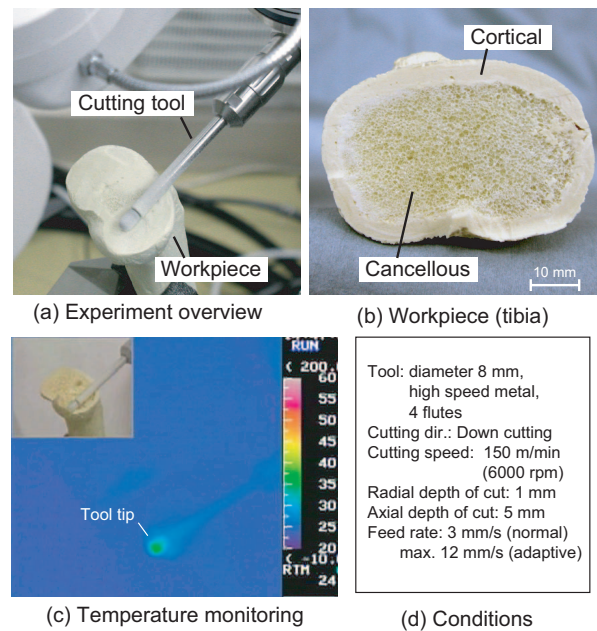 Cutting tool
Workpiece
(a) Experiment overview
Cortical
Cancellous
10 mm
(b) Workpiece (tibia)
RUN
< 200.0
60
55
50
45
40
35
30
25
20
< -10.0
RTM
24
Tool tip
(c) Temperature monitoring
Tool: diameter 8 mm,
high speed metal,
4 flutes
Cutting dir.: Down cutting
Cutting speed: 150 m/min
(6000 rpm)
Radial depth of cut: 1 mm
Axial depth of cut: 5 mm
Feed rate: 3 mm/s (normal)
max. 12 mm/s (adaptive)
(d) Conditions